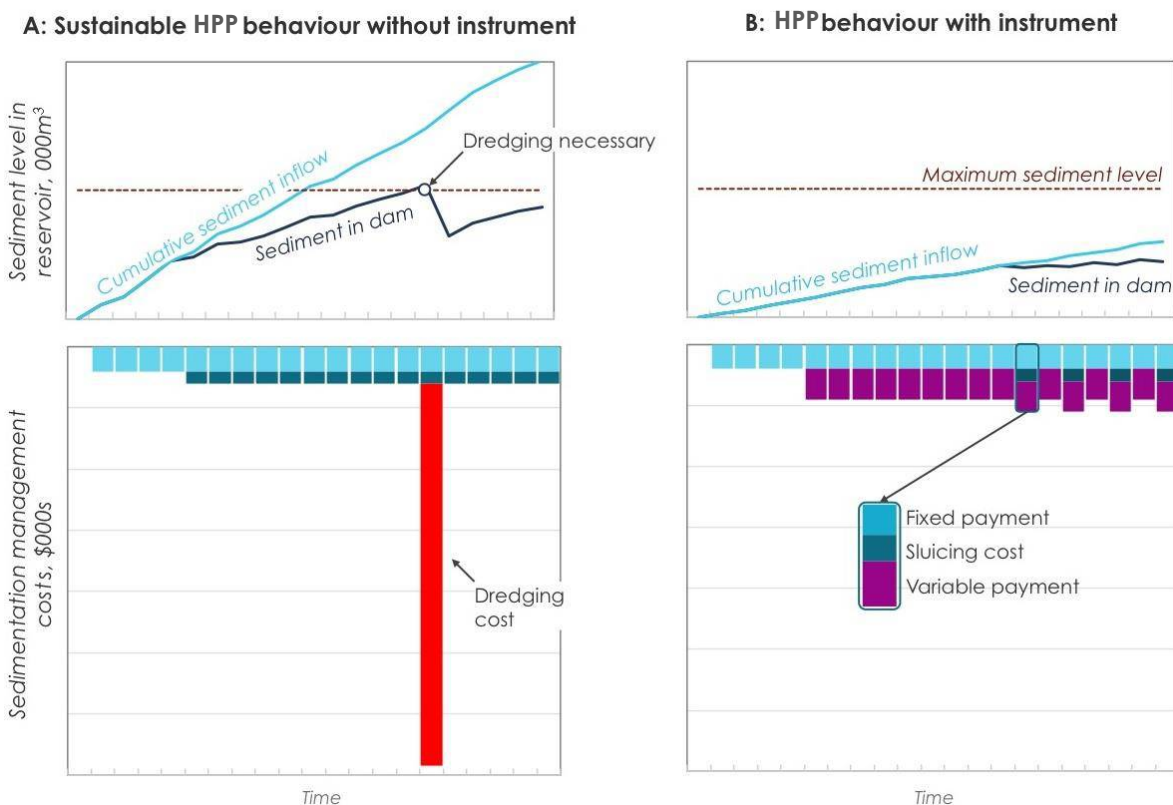 A: Sustainable HPP behaviour without instrument
B: HPP behaviour with instrument
Sediment level in
reservoir, 000m³
Cumulative sediment inflow
Sediment in dam
Dredging necessary
Maximum sediment level
Cumulative sediment inflow
Sediment in dam
Sedimentation management
costs, $000s
Dredging
cost
Fixed payment
Sluicing cost
Variable payment
Time
Time